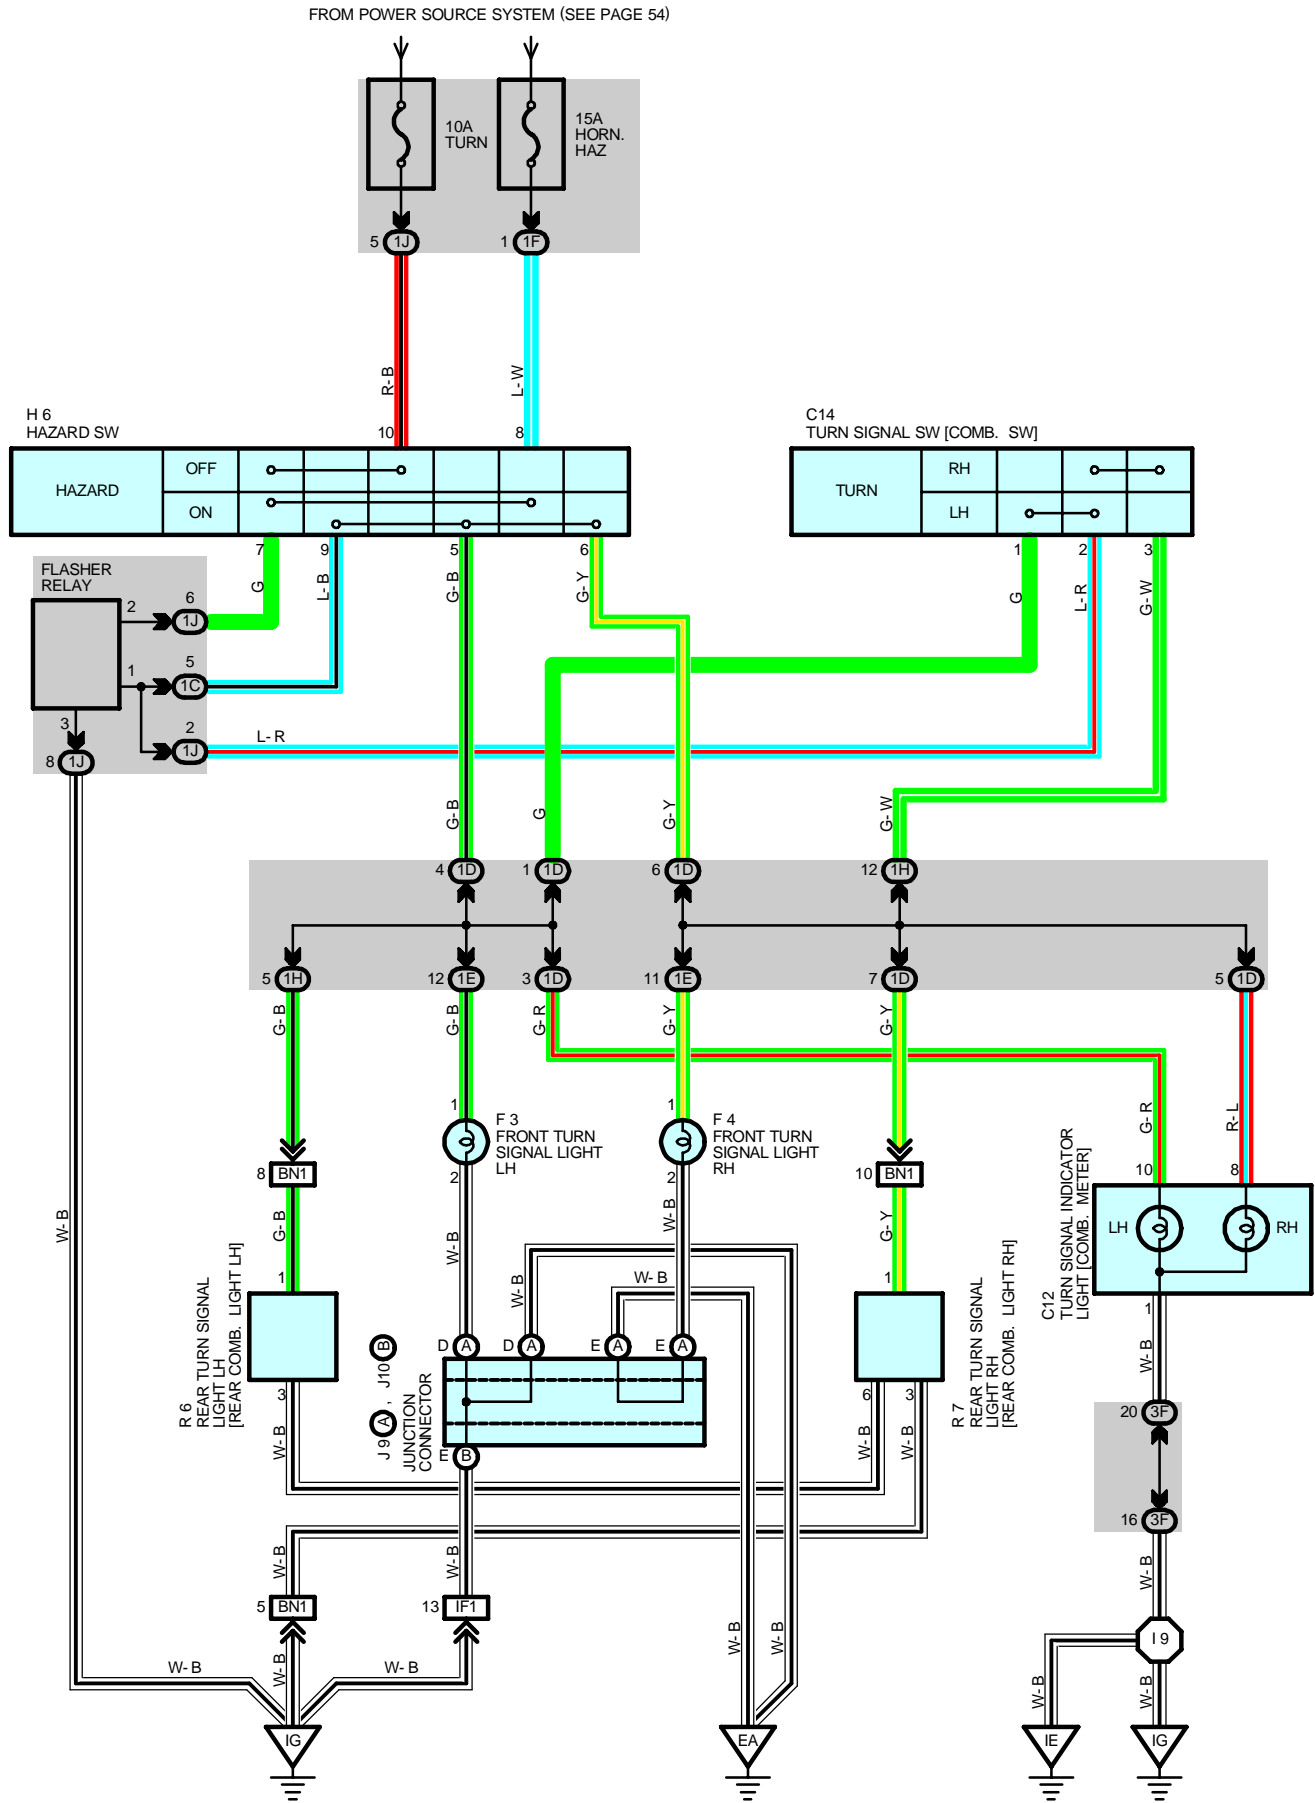 FROM POWER SOURCE SYSTEM (SEE PAGE 54)
10A
TURN
15A
HORN.
HAZ
5 1J
1 1F
R-B
L-W
H 6
HAZARD SW
10
8
C14
TURN SIGNAL SW [COMB. SW]
HAZARD
OFF
ON
TURN
RH
LH
7
9
5
6
1
2
3
G
L-B
G-B
G-Y
G
L-R
G-W
FLASHER
RELAY
2
6
1J
1
5
1C
2
1J
3
8 1J
L-R
G-B
G
G-Y
G-W
4 1D
1 1D
6 1D
12 1H
5 1H
12 1E
3 1D
11 1E
7 1D
5 1D
G-B
G-B
G-R
G-Y
G-Y
G-R
R-L
1
F 3
FRONT TURN
SIGNAL LIGHT
LH
2
1
F 4
FRONT TURN
SIGNAL LIGHT
RH
2
8 BN1
10 BN1
10
8
LH
RH
1
C12
TURN SIGNAL INDICATOR
LIGHT [COMB. METER]
W-B
G-B
W-B
W-B
G-Y
1
1
R 6
REAR TURN SIGNAL
LIGHT LH
[REAR COMB. LIGHT LH]
3
W-B
W-B
D A
D A
E A
E A
J 9 A , J10 B
JUNCTION
CONNECTOR
E B
6
3
R 7
REAR TURN SIGNAL
LIGHT RH
[REAR COMB. LIGHT RH]
W-B
W-B
W-B
W-B
20 3F
16 3F
W-B
W-B
5 BN1
13 IF1
W-B
W-B
W-B
W-B
W-B
W-B
W-B
I 9
W-B
W-B
IG
EA
IE
IG